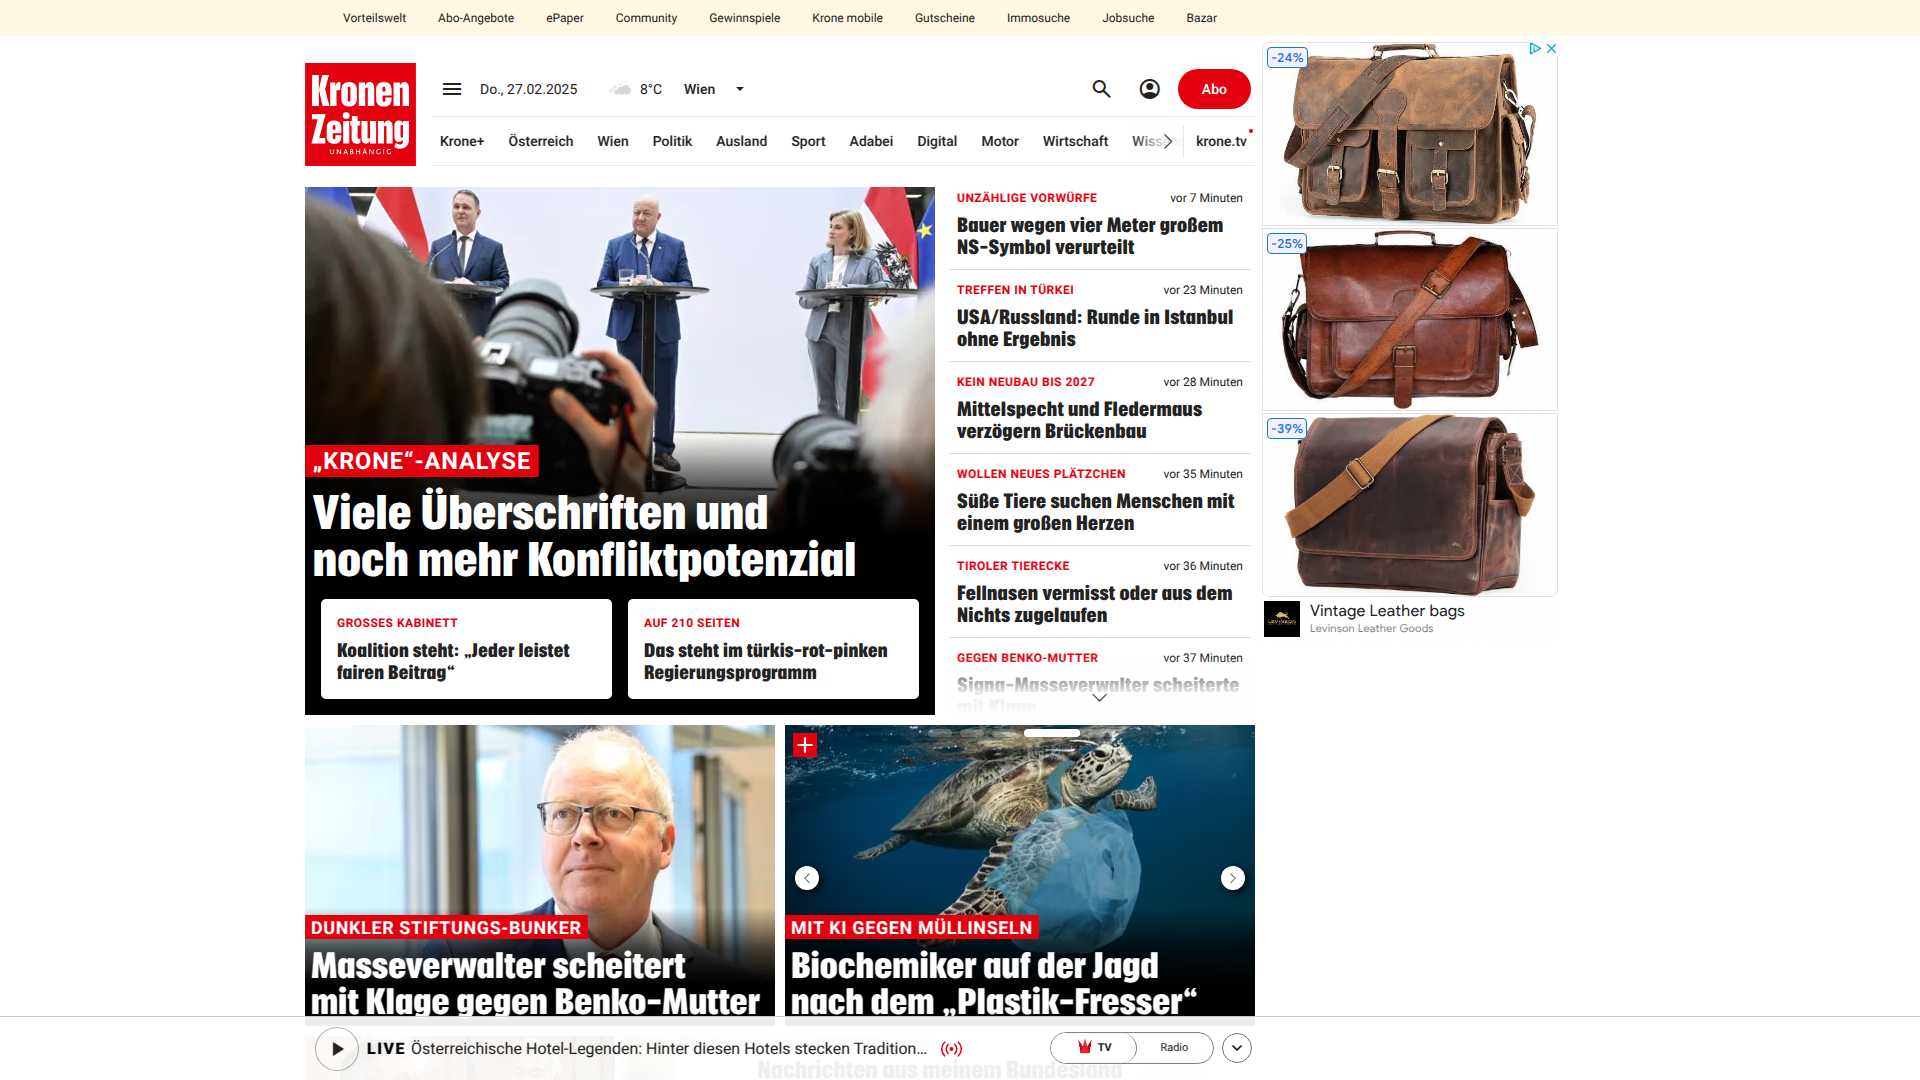 Vorteilswelt Abo-Angebote ePaper Community Gewinnspiele Krone mobile Gutscheine Immosuche Jobsuche Bazar
Kronen
Zeitung
UNABHÄNGIG
Do., 27.02.2025 8°C Wien
Abo
Krone+ Österreich Wien Politik Ausland Sport Adabei Digital Motor Wirtschaft Wiss krone.tv
„KRONE“-ANALYSE
Viele Überschriften und
noch mehr Konfliktpotenzial
GROSSES KABINETT
Koalition steht: „Jeder leistet
fairen Beitrag“
AUF 210 SEITEN
Das steht im türkis-rot-pinken
Regierungsprogramm
UNZÄHLIGE VORWÜRFE vor 7 Minuten
Bauer wegen vier Meter großem
NS-Symbol verurteilt
TREFFEN IN TÜRKEI vor 23 Minuten
USA/Russland: Runde in Istanbul
ohne Ergebnis
KEIN NEUBAU BIS 2027 vor 28 Minuten
Mittelspecht und Fledermaus
verzögern Brückenbau
WOLLEN NEUES PLÄTZCHEN vor 35 Minuten
Süße Tiere suchen Menschen mit
einem großen Herzen
TIROLER TIERECKE vor 36 Minuten
Fellnasen vermisst oder aus dem
Nichts zugelaufen
GEGEN BENKO-MUTTER vor 37 Minuten
Signa-Masseverwalter scheiterte
mit Klage
-24%
-25%
-39%
Vintage Leather bags
Levinson Leather Goods
DUNKLER STIFTUNGS-BUNKER
Masseverwalter scheitert
mit Klage gegen Benko-Mutter
MIT KI GEGEN MÜLLINSELN
Biochemiker auf der Jagd
nach dem „Plastik-Fresser“
LIVE Österreichische Hotel-Legenden: Hinter diesen Hotels stecken Tradition...
TV Radio
Nachrichten aus meinem Bundesland